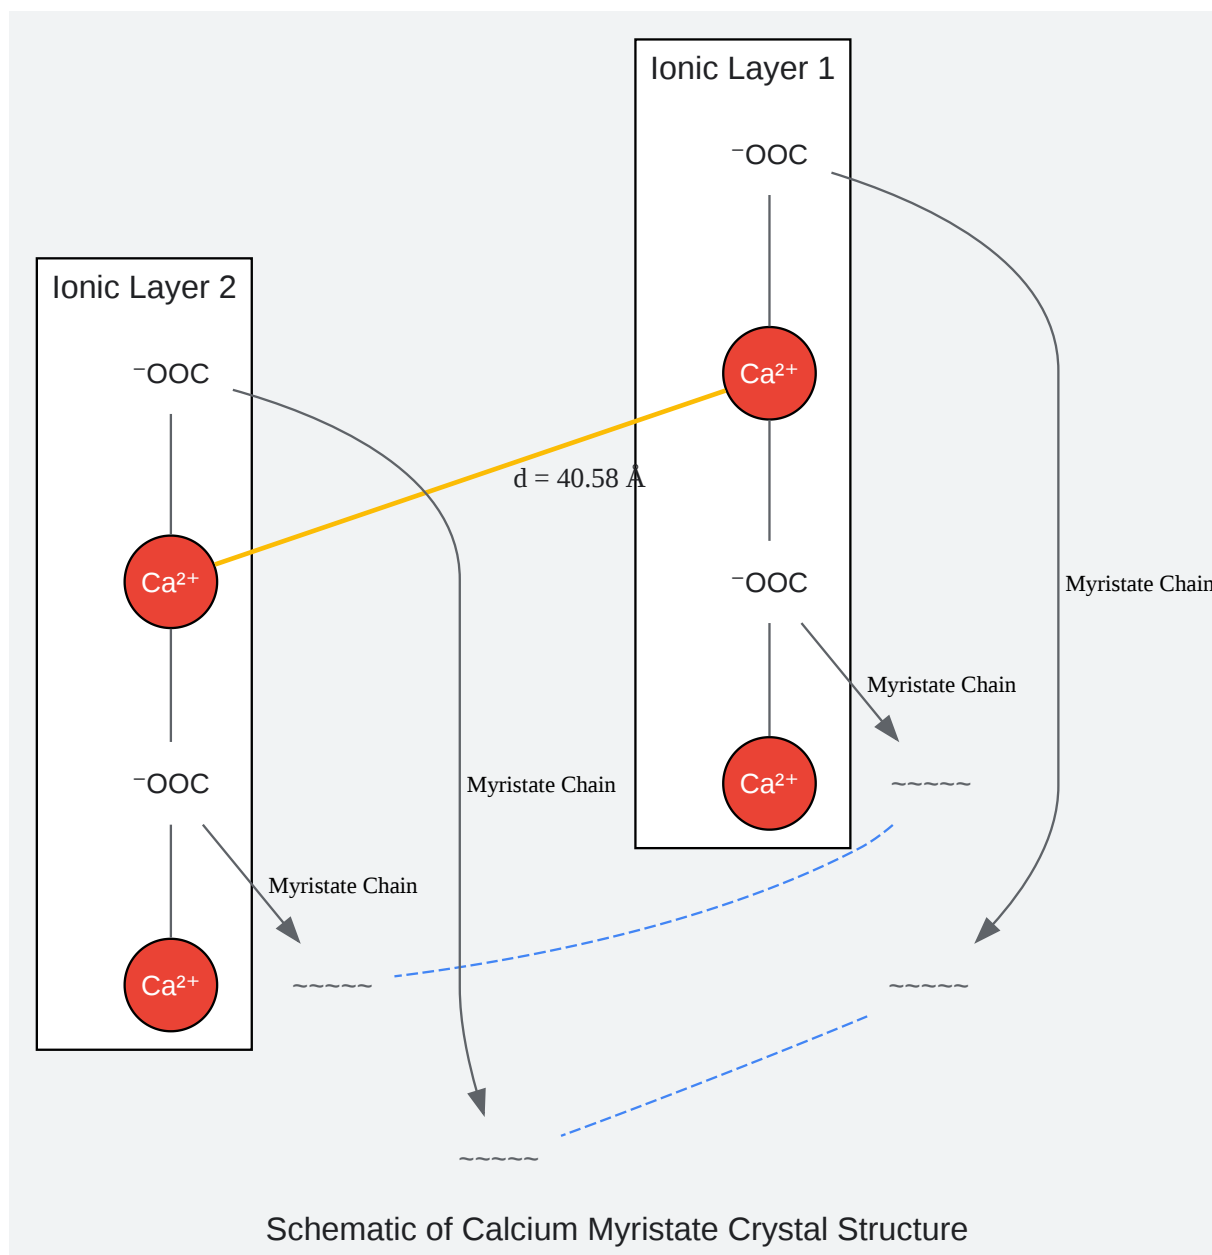 Ionic Layer 1
⁻OOC
Ca²⁺
⁻OOC
Myristate Chain
Myristate Chain
Ca²⁺
~~~~~
~~~~~
d = 40.58 Å
Ionic Layer 2
⁻OOC
Ca²⁺
⁻OOC
Myristate Chain
Myristate Chain
Ca²⁺
~~~~~
~~~~~
Schematic of Calcium Myristate Crystal Structure